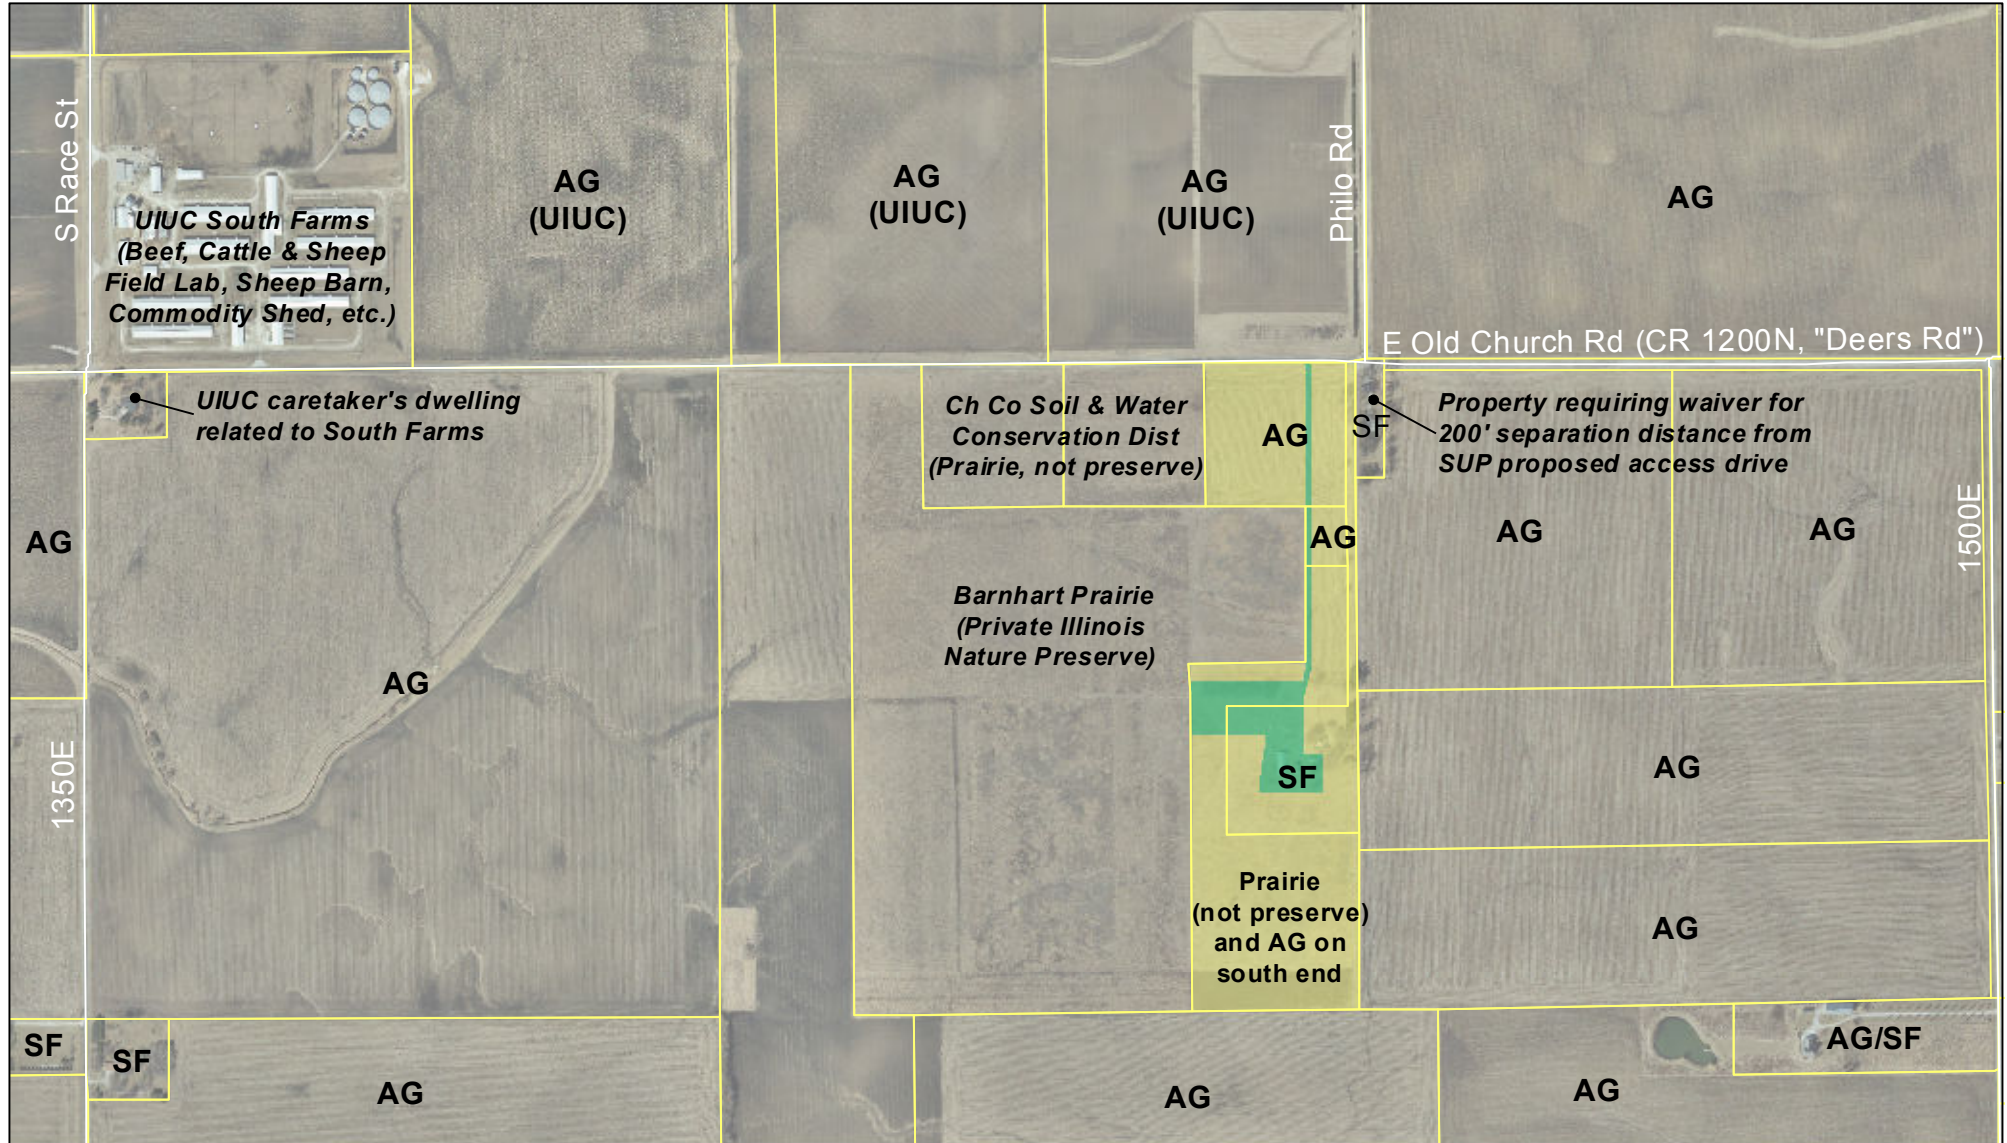 S Race St
UIUC South Farms
(Beef, Cattle & Sheep
Field Lab, Sheep Barn,
Commodity Shed, etc.)
AG
(UIUC)
AG
(UIUC)
AG
(UIUC)
Philo Rd
AG
E Old Church Rd (CR 1200N, "Deers Rd")
UIUC caretaker's dwelling
related to South Farms
Ch Co Soil & Water
Conservation Dist
(Prairie, not preserve)
AG
SF
Property requiring waiver for
200' separation distance from
SUP proposed access drive
AG
AG
AG
AG
1500E
Barnhart Prairie
(Private Illinois
Nature Preserve)
AG
1350E
SF
AG
Prairie
(not preserve)
and AG on
south end
AG
SF
SF
AG
AG
AG
AG/SF